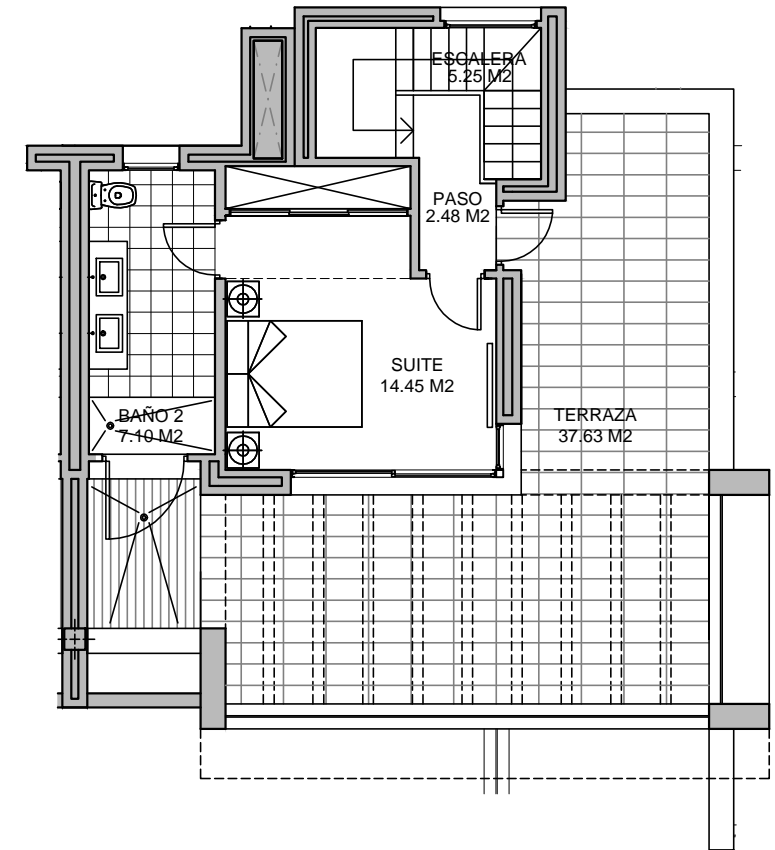 ESCALERA
5.25 M2
PASO
2.48 M2
SUITE
14.45 M2
BAÑO 2
7.10 M2
TERRAZA
37.63 M2